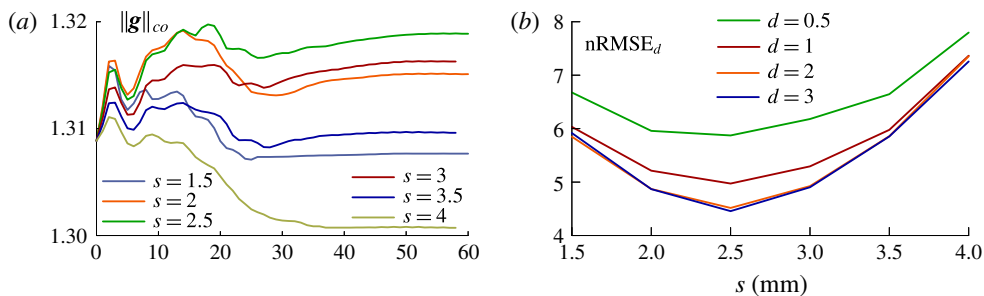 (a) ‖g‖co
1.32
1.31
1.30
s = 1.5
s = 2
s = 2.5
s = 3
s = 3.5
s = 4
0 10 20 30 40 50 60
(b) nRMSEd
d = 0.5
d = 1
d = 2
d = 3
8
7
6
5
4
1.5 2.0 2.5 3.0 3.5 4.0
s (mm)